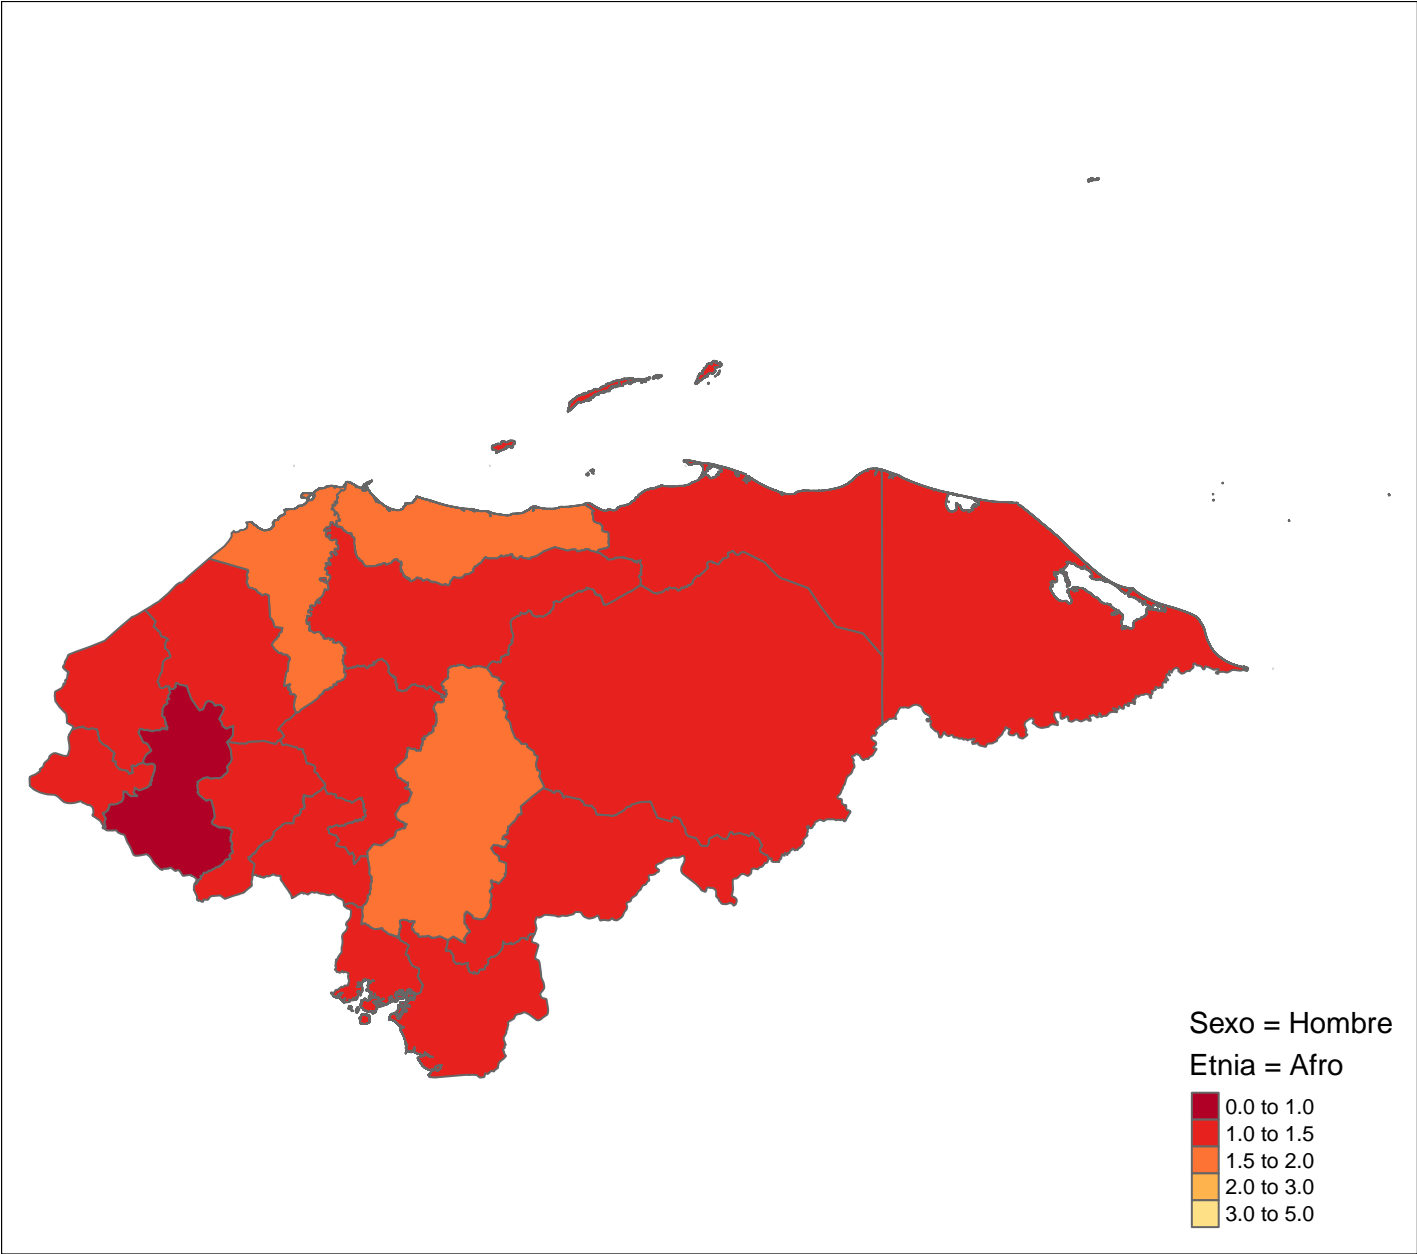 Sexo = Hombre
Etnia = Afro
0.0 to 1.0
1.0 to 1.5
1.5 to 2.0
2.0 to 3.0
3.0 to 5.0